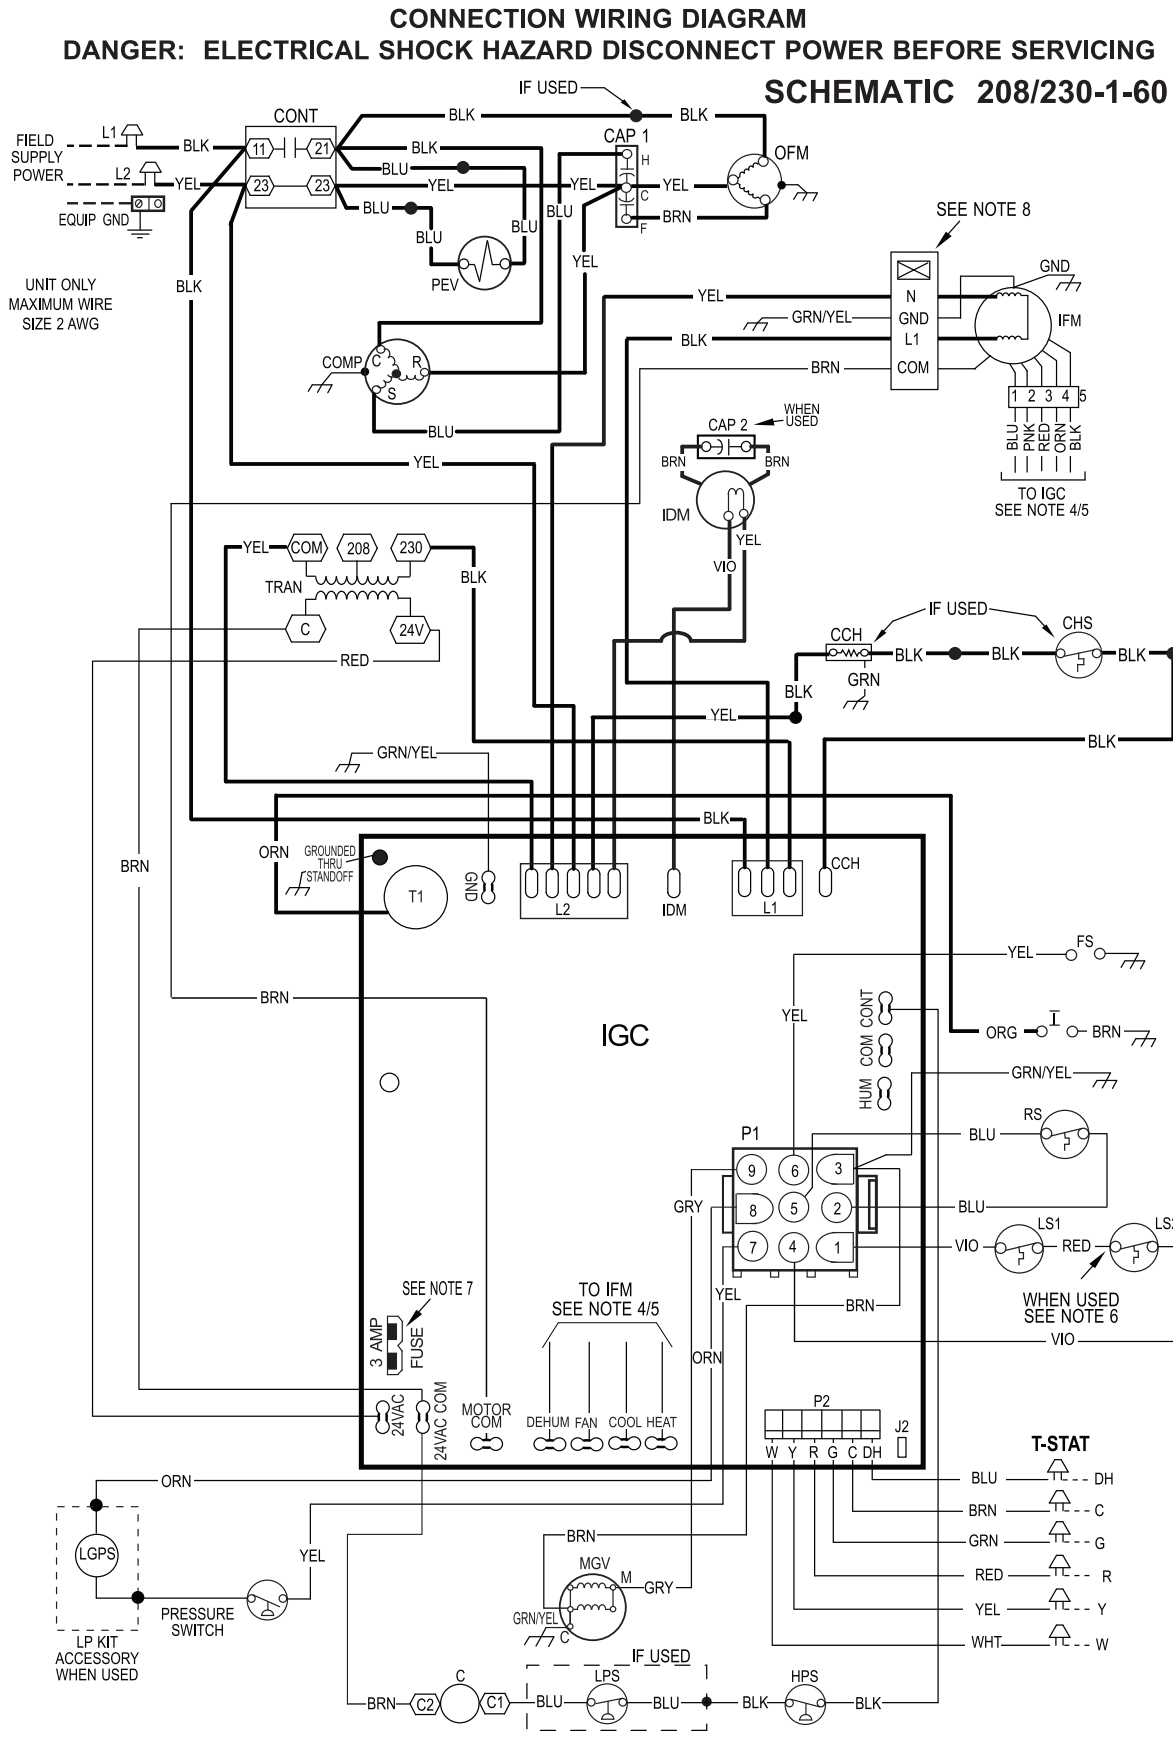 CONNECTION WIRING DIAGRAM
DANGER: ELECTRICAL SHOCK HAZARD DISCONNECT POWER BEFORE SERVICING
SCHEMATIC 208/230-1-60
IF USED
CONT
BLK
BLK
FIELD
SUPPLY
POWER
L1
BLK
11
21
BLK
CAP 1
H
OFM
BLU
L2
YEL
23
23
YEL
YEL
C
YEL
EQUIP GND
BLU
BLU
BLU
BLU
F
BRN
SEE NOTE 8
PEV
YEL
UNIT ONLY
MAXIMUM WIRE
SIZE 2 AWG
BLK
GND
YEL
N
GRN/YEL
GND
IFM
BLK
L1
COMP
C
R
S
BRN
COM
1 2 3 4 5
BLU
PNK
RED
ORN
BLK
TO IGC
SEE NOTE 4/5
BLU
CAP 2
WHEN
USED
BRN
BRN
YEL
IDM
YEL
VIO
YEL
COM
208
230
TRAN
BLK
C
24V
RED
IF USED
CCH
CHS
BLK
BLK
BLK
GRN
BLK
YEL
BLK
GRN/YEL
BLK
BRN
ORN
GROUNDED
THRU
STANDOFF
T1
GND
L2
IDM
L1
CCH
YEL
FS
BRN
IGC
YEL
CONT
COM
HUM
ORG
I
BRN
GRN/YEL
P1
RS
BLU
9
6
3
GRY
8
5
2
BLU
7
4
1
VIO
LS1
RED
LS2
WHEN USED
SEE NOTE 6
VIO
SEE NOTE 7
3 AMP
FUSE
TO IFM
SEE NOTE 4/5
YEL
BRN
ORN
24VAC
24VAC COM
MOTOR
COM
DEHUM
FAN
COOL
HEAT
P2
J2
W Y R G C DH
T-STAT
BLU
DH
ORN
BRN
C
BRN
GRN
G
LGPS
YEL
MGV
M
GRY
RED
R
PRESSURE
SWITCH
GRN/YEL
C
YEL
Y
LP KIT
ACCESSORY
WHEN USED
WHT
W
IF USED
BRN
C2
C
C1
BLU
LPS
BLU
BLK
HPS
BLK